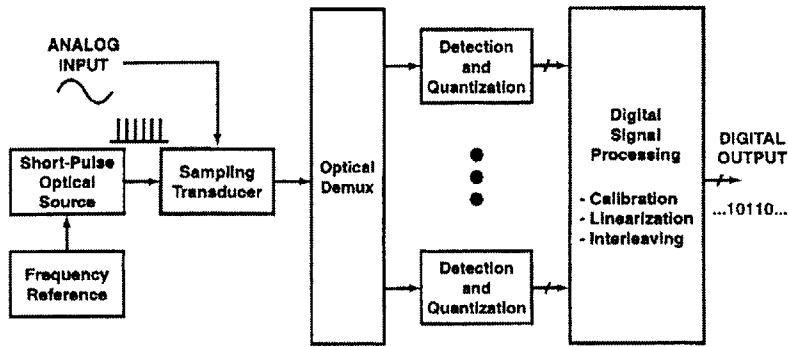 ANALOG
INPUT
Short-Pulse
Optical
Source
Frequency
Reference
Sampling
Transducer
Optical
Demux
Detection
and
Quantization
Detection
and
Quantization
Digital
Signal
Processing
- Calibration
- Linearization
- Interleaving
DIGITAL
OUTPUT
...10110...